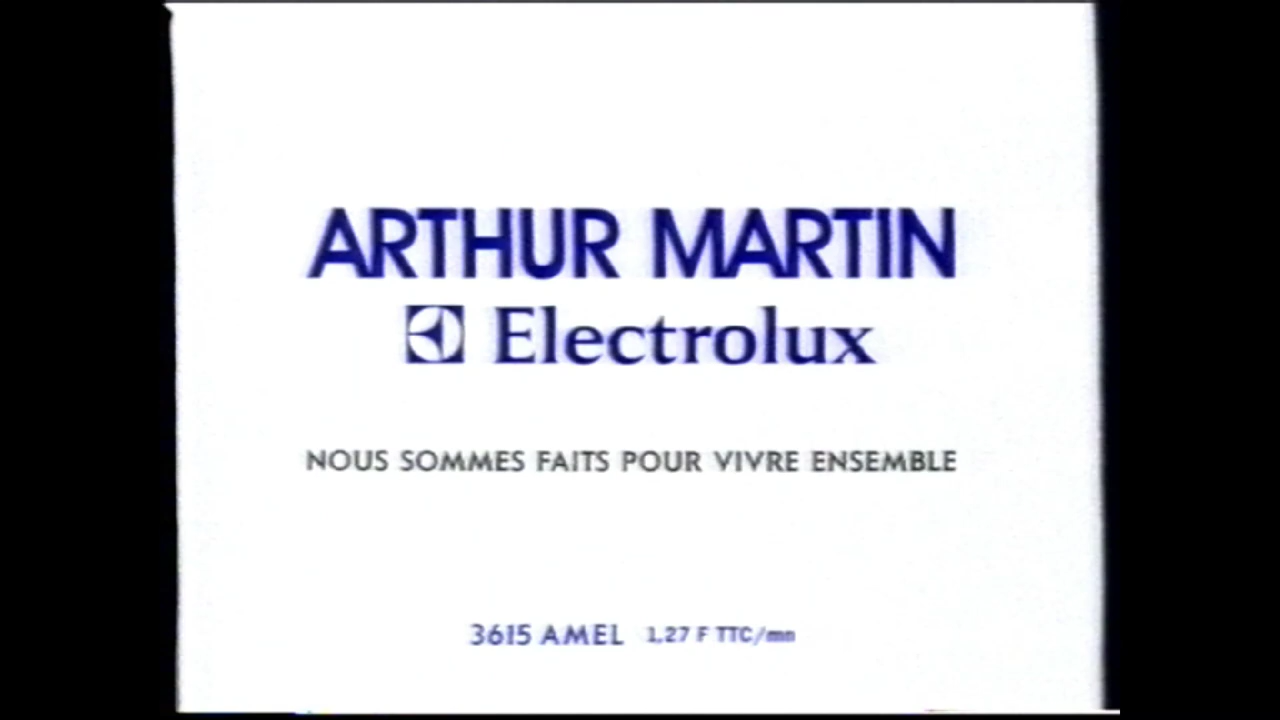 ARTHUR MARTIN
Electrolux
NOUS SOMMES FAITS POUR VIVRE ENSEMBLE
3615 AMEL 1,27 F TTC/mn